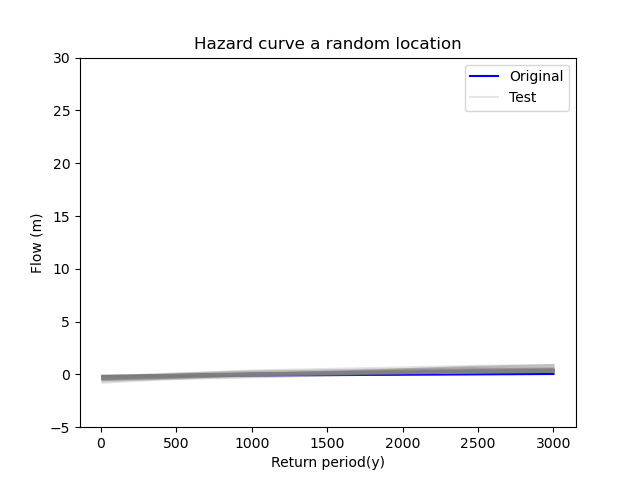 Hazard curve a random location
Original
Test
30
25
20
15
10
5
0
−5
Flow (m)
0 500 1000 1500 2000 2500 3000
Return period(y)